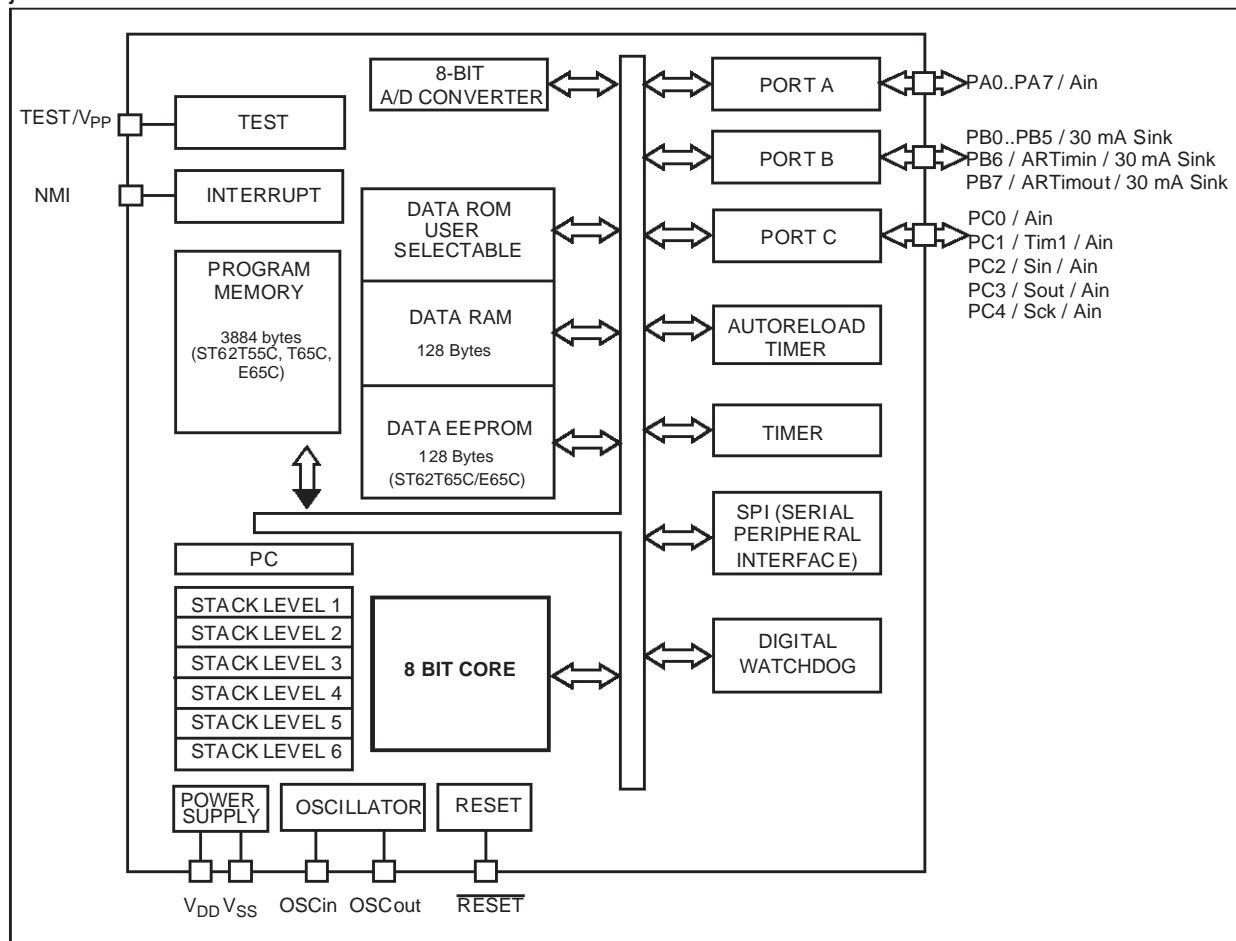 8-BIT
A/D CONVERTER
PORT A
PA0..PA7 / Ain
TEST/VPP
TEST
PORT B
PB0..PB5 / 30 mA Sink
PB6 / ARTimin / 30 mA Sink
PB7 / ARTimout / 30 mA Sink
NMI
INTERRUPT
DATA ROM
USER
SELECTABLE
PORT C
PC0 / Ain
PC1 / Tim1 / Ain
PC2 / Sin / Ain
PC3 / Sout / Ain
PC4 / Sck / Ain
PROGRAM
MEMORY
3884 bytes
(ST62T55C, T65C,
E65C)
DATA RAM
128 Bytes
AUTORELOAD
TIMER
DATA EEPROM
128 Bytes
(ST62T65C/E65C)
TIMER
SPI (SERIAL
PERIPHERAL
INTERFACE)
PC
STACK LEVEL 1
STACK LEVEL 2
STACK LEVEL 3
STACK LEVEL 4
STACK LEVEL 5
STACK LEVEL 6
8 BIT CORE
DIGITAL
WATCHDOG
POWER
SUPPLY
OSCILLATOR
RESET
VDD VSS OSCin OSCout RESET